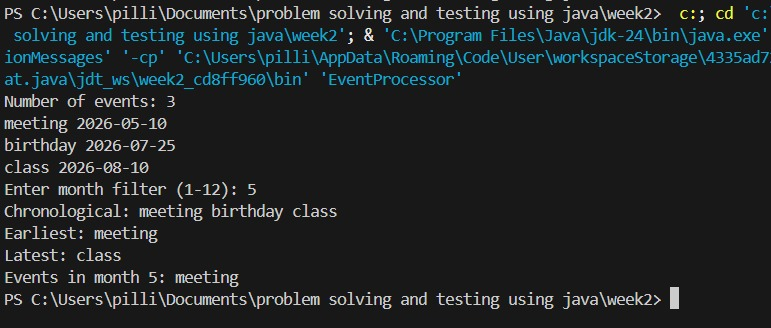 PS C:\Users\pilli\Documents\problem solving and testing using java\week2>  c:; cd 'c:
 solving and testing using java\week2'; & 'C:\Program Files\Java\jdk-24\bin\java.exe'
ionMessages' '-cp' 'C:\Users\pilli\AppData\Roaming\Code\User\workspaceStorage\4335ad7
at.java\jdt_ws\week2_cd8ff960\bin' 'EventProcessor'
Number of events: 3
meeting 2026-05-10
birthday 2026-07-25
class 2026-08-10
Enter month filter (1-12): 5
Chronological: meeting birthday class
Earliest: meeting
Latest: class
Events in month 5: meeting
PS C:\Users\pilli\Documents\problem solving and testing using java\week2>